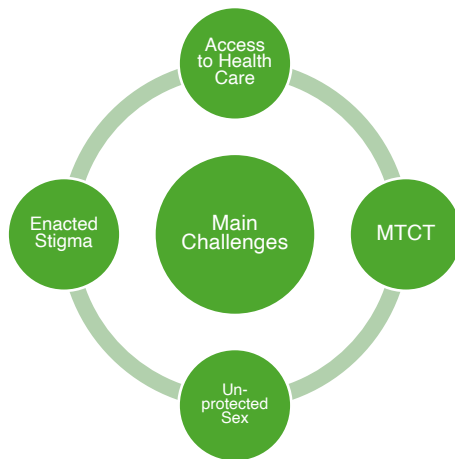 Access
to Health
Care
Enacted
Stigma
Main
Challenges
MTCT
Un-
protected
Sex